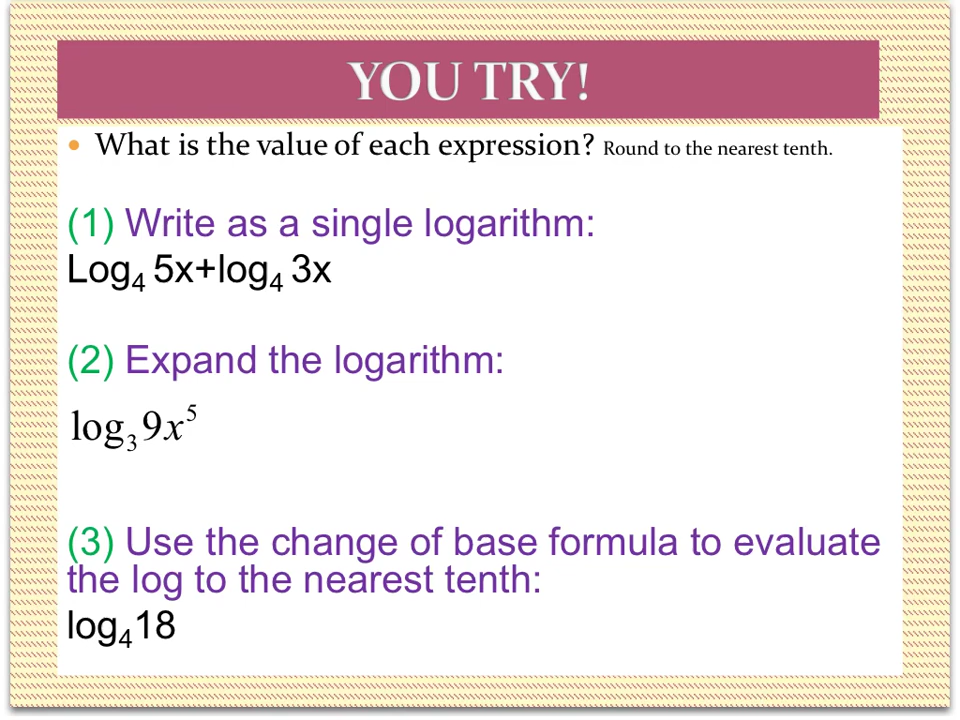 YOU TRY!
• What is the value of each expression? Round to the nearest tenth.
(1) Write as a single logarithm:
Log₄ 5x+log₄ 3x
(2) Expand the logarithm:
log₃ 9x⁵
(3) Use the change of base formula to evaluate
the log to the nearest tenth:
log₄18